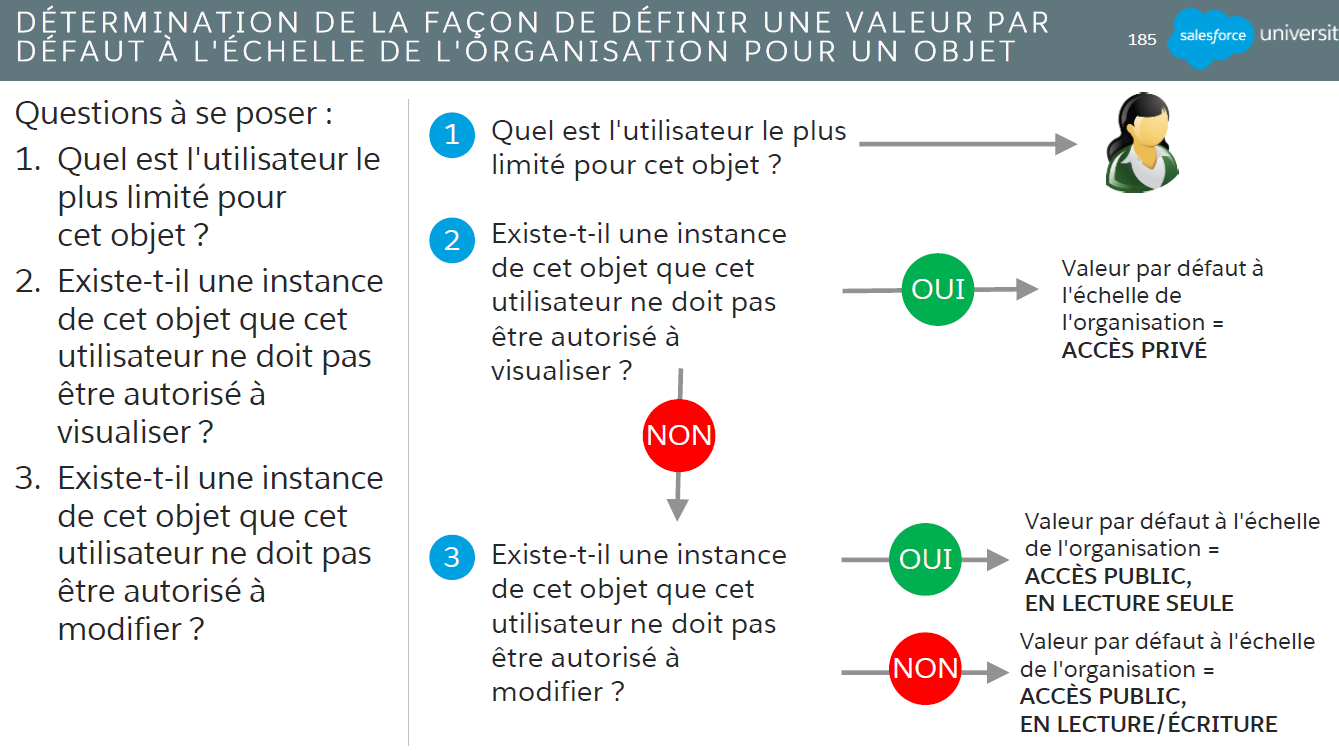 DÉTERMINATION DE LA FAÇON DE DÉFINIR UNE VALEUR PAR
DÉFAUT À L'ÉCHELLE DE L'ORGANISATION POUR UN OBJET
185
salesforce
universit
Questions à se poser :
1. Quel est l'utilisateur le
plus limité pour
cet objet ?
2. Existe-t-il une instance
de cet objet que cet
utilisateur ne doit pas
être autorisé à
visualiser ?
3. Existe-t-il une instance
de cet objet que cet
utilisateur ne doit pas
être autorisé à
modifier ?
1
Quel est l'utilisateur le plus
limité pour cet objet ?
2
Existe-t-il une instance
de cet objet que cet
utilisateur ne doit pas
être autorisé à
visualiser ?
OUI
Valeur par défaut à
l'échelle de
l'organisation =
ACCÈS PRIVÉ
NON
3
Existe-t-il une instance
de cet objet que cet
utilisateur ne doit pas
être autorisé à
modifier ?
OUI
Valeur par défaut à l'échelle
de l'organisation =
ACCÈS PUBLIC,
EN LECTURE SEULE
NON
Valeur par défaut à l'échelle
de l'organisation =
ACCÈS PUBLIC,
EN LECTURE/ÉCRITURE